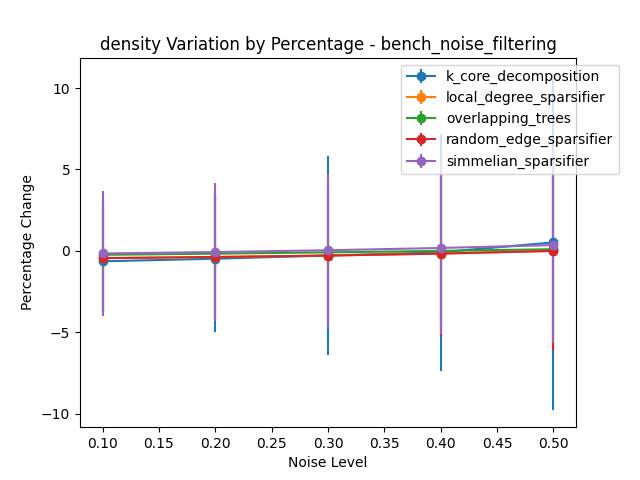 density Variation by Percentage - bench_noise_filtering
k_core_decomposition
local_degree_sparsifier
overlapping_trees
random_edge_sparsifier
simmelian_sparsifier
Percentage Change
10
5
0
−5
−10
0.10 0.15 0.20 0.25 0.30 0.35 0.40 0.45 0.50
Noise Level